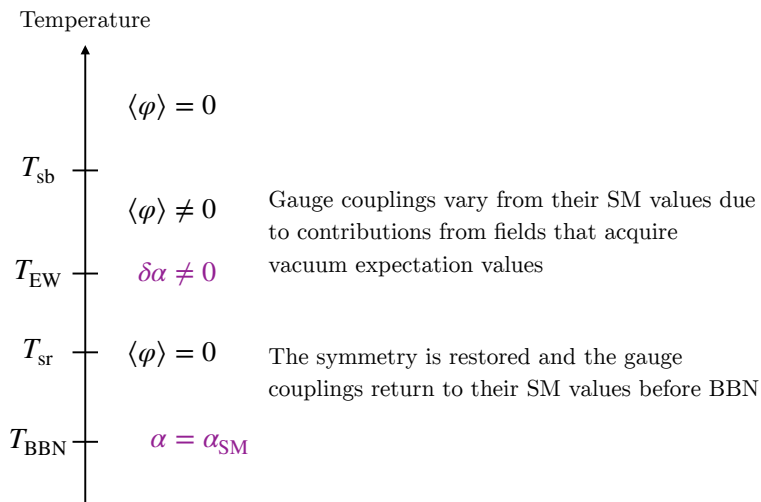 Temperature
⟨φ⟩ = 0
T_sb
⟨φ⟩ ≠ 0
Gauge couplings vary from their SM values due
to contributions from fields that acquire
vacuum expectation values
T_EW
δα ≠ 0
T_sr
⟨φ⟩ = 0
The symmetry is restored and the gauge
couplings return to their SM values before BBN
T_BBN
α = α_SM